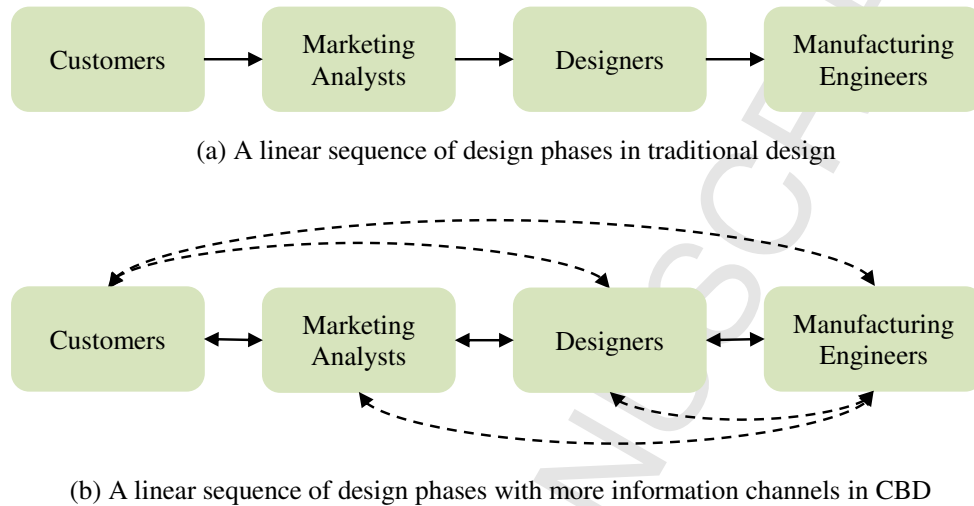 Customers
Marketing
Analysts
Designers
Manufacturing
Engineers
(a) A linear sequence of design phases in traditional design
Customers
Marketing
Analysts
Designers
Manufacturing
Engineers
(b) A linear sequence of design phases with more information channels in CBD